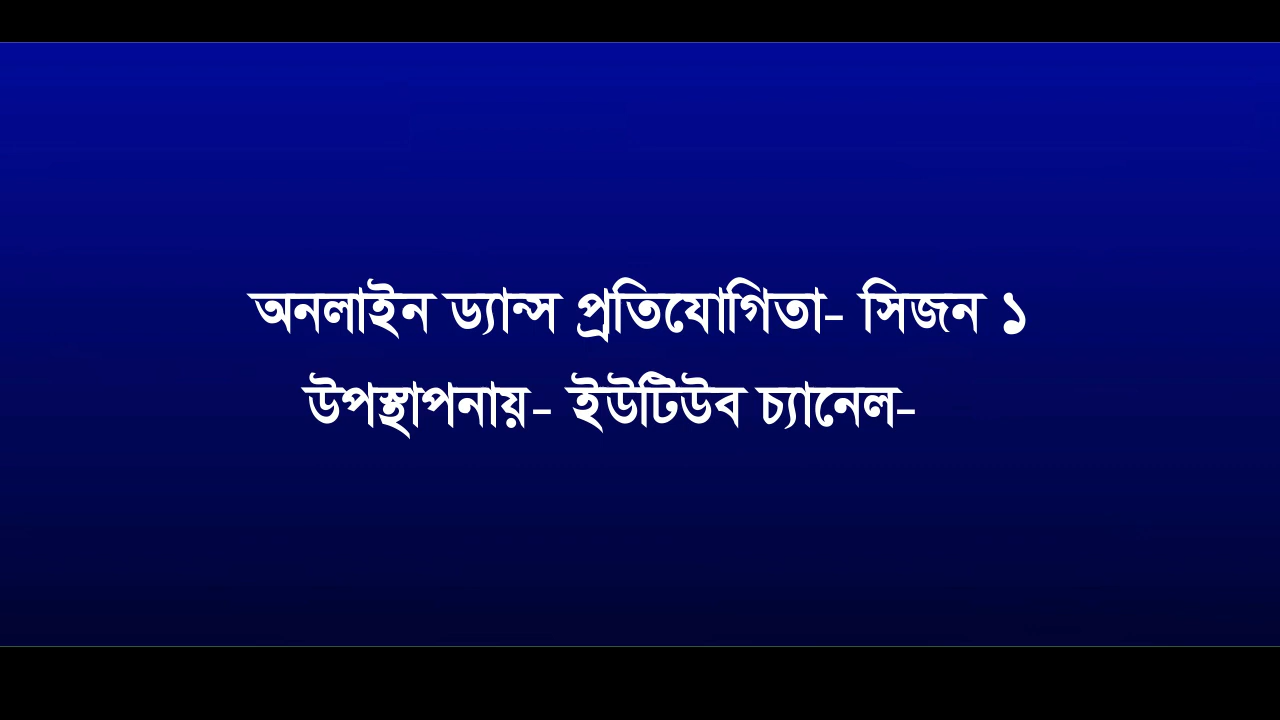 অনলাইন ড্যান্স প্রতিযোগিতা- সিজন ১
উপস্থাপনায়- ইউটিউব চ্যানেল-